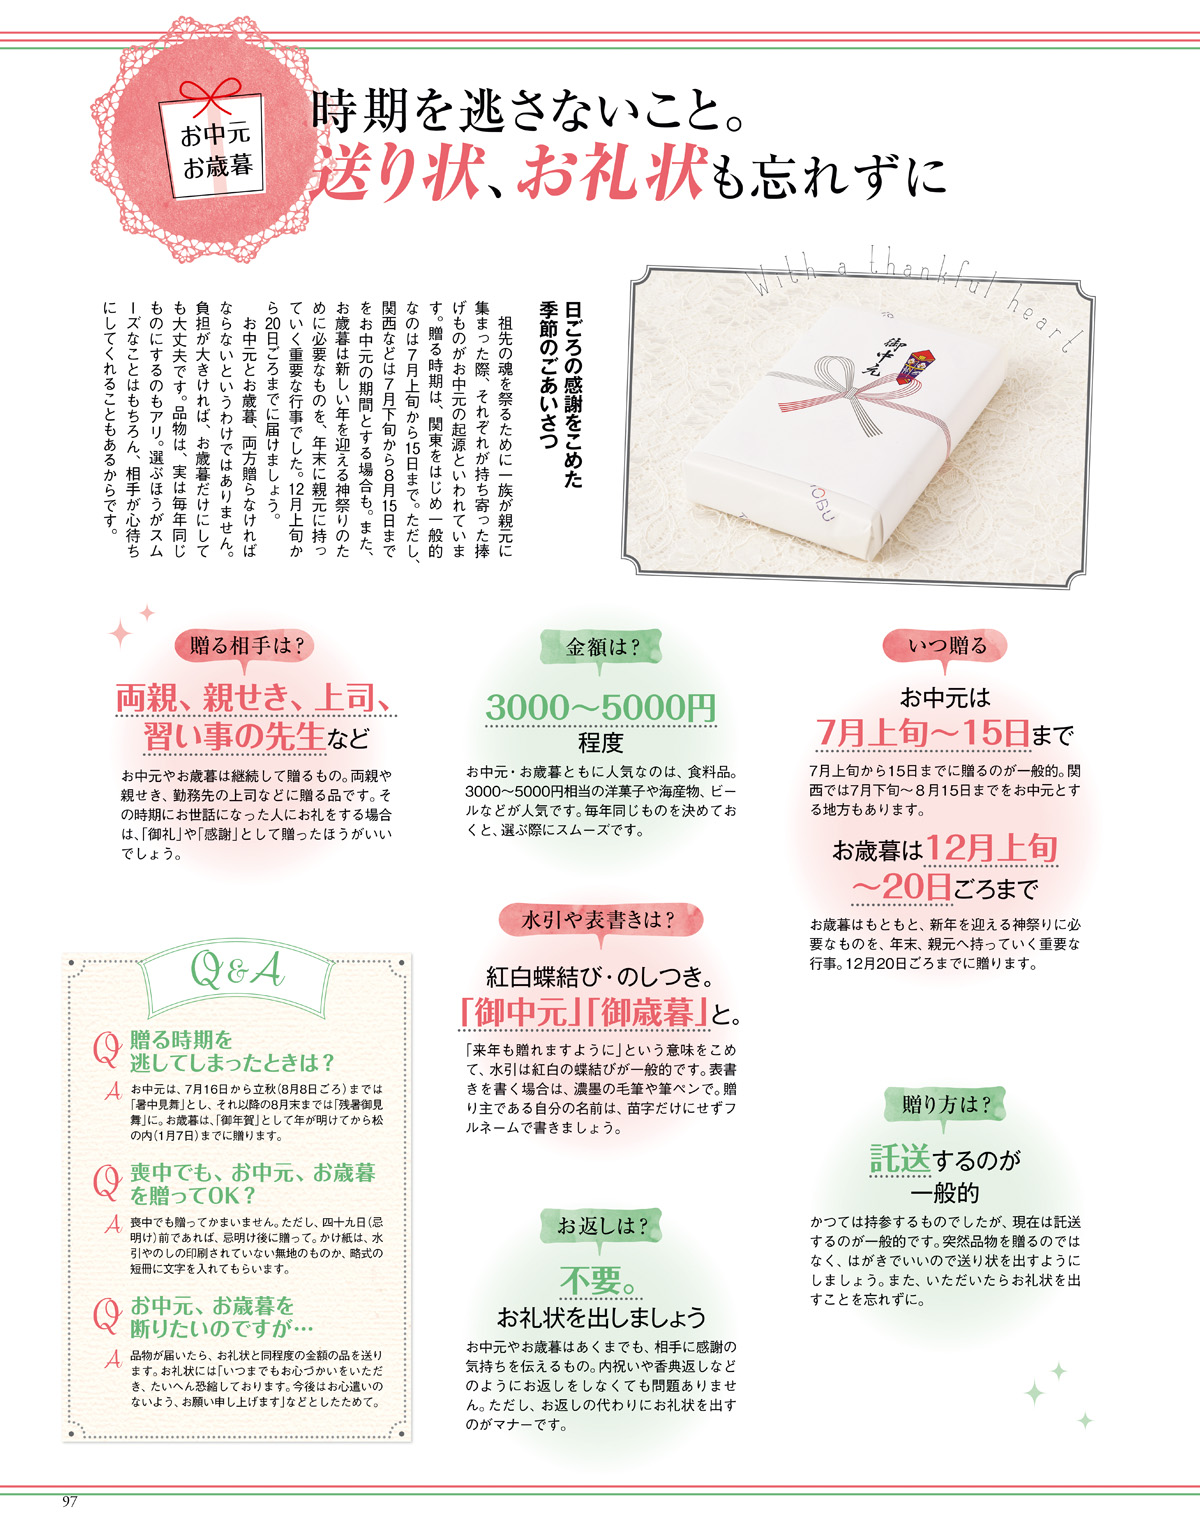 お中元
お歳暮
時期を逃さないこと。
送り状、お礼状も忘れずに
With a thankful heart
御中元
日ごろの感謝をこめた
季節のごあいさつ
祖先の魂を祭るために一族が親元に
集まった際、それぞれが持ち寄った捧
げものがお中元の起源といわれていま
す。贈る時期は、関東をはじめ一般的
なのは7月上旬から15日まで。ただし、
関西などは7月下旬から8月15日まで
をお中元の期間とする場合も。また、
お歳暮は新しい年を迎える神祭りのた
めに必要なものを、年末に親元に持っ
ていく重要な行事でした。12月上旬か
ら20日ごろまでに届けましょう。
お中元とお歳暮、両方贈らなければ
ならないというわけではありません。
負担が大きければ、お歳暮だけにして
も大丈夫です。品物は、実は毎年同じ
ものにするのもアリ。選ぶほうがスム
ーズなことはもちろん、相手が心待ち
にしてくれることもあるからです。
いつ贈る
お中元は
7月上旬〜15日まで
7月上旬から15日までに贈るのが一般的。関
西では7月下旬〜8月15日までをお中元とす
る地方もあります。
お歳暮は12月上旬
〜20日ごろまで
お歳暮はもともと、新年を迎える神祭りに必
要なものを、年末、親元へ持っていく重要な
行事。12月20日ごろまでに贈ります。
金額は?
3000〜5000円
程度
お中元・お歳暮ともに人気なのは、食料品。
3000〜5000円相当の洋菓子や海産物、ビー
ルなどが人気です。毎年同じものを決めてお
くと、選ぶ際にスムーズです。
贈る相手は?
両親、親せき、上司、
習い事の先生など
お中元やお歳暮は継続して贈るもの。両親や
親せき、勤務先の上司などに贈る品です。そ
の時期にお世話になった人にお礼をする場合
は、「御礼」や「感謝」として贈ったほうがいい
でしょう。
水引や表書きは?
紅白蝶結び・のしつき。
「御中元」「御歳暮」と。
「来年も贈れますように」という意味をこめ
て、水引は紅白の蝶結びが一般的です。表書
きを書く場合は、濃墨の毛筆や筆ペンで。贈
り主である自分の名前は、苗字だけにせずフ
ルネームで書きましょう。
贈り方は?
託送するのが
一般的
かつては持参するものでしたが、現在は託送
するのが一般的です。突然品物を贈るのでは
なく、はがきでいいので送り状を出すように
しましょう。また、いただいたらお礼状を出
すことを忘れずに。
お返しは?
不要。
お礼状を出しましょう
お中元やお歳暮はあくまでも、相手に感謝の
気持ちを伝えるもの。内祝いや香典返しなど
のようにお返しをしなくても問題ありませ
ん。ただし、お返しの代わりにお礼状を出す
のがマナーです。
Q&A
Q 贈る時期を
逃してしまったときは?
A お中元は、7月16日から立秋(8月8日ごろ)までは
「暑中見舞」とし、それ以降の8月末までは「残暑御見
舞」に。お歳暮は、「御年賀」として年が明けてから松
の内(1月7日)までに贈ります。
Q 喪中でも、お中元、お歳暮
を贈ってOK?
A 喪中でも贈ってかまいません。ただし、四十九日(忌
明け)前であれば、忌明け後に贈って。かけ紙は、水
引やのしの印刷されていない無地のものか、略式の
短冊に文字を入れてもらいます。
Q お中元、お歳暮を
断りたいのですが…
A 品物が届いたら、お礼状と同程度の金額の品を送り
ます。お礼状には「いつまでもお心づかいをいただ
き、たいへん恐縮しております。今後はお心遣いの
ないよう、お願い申し上げます」などとしたためて。
97